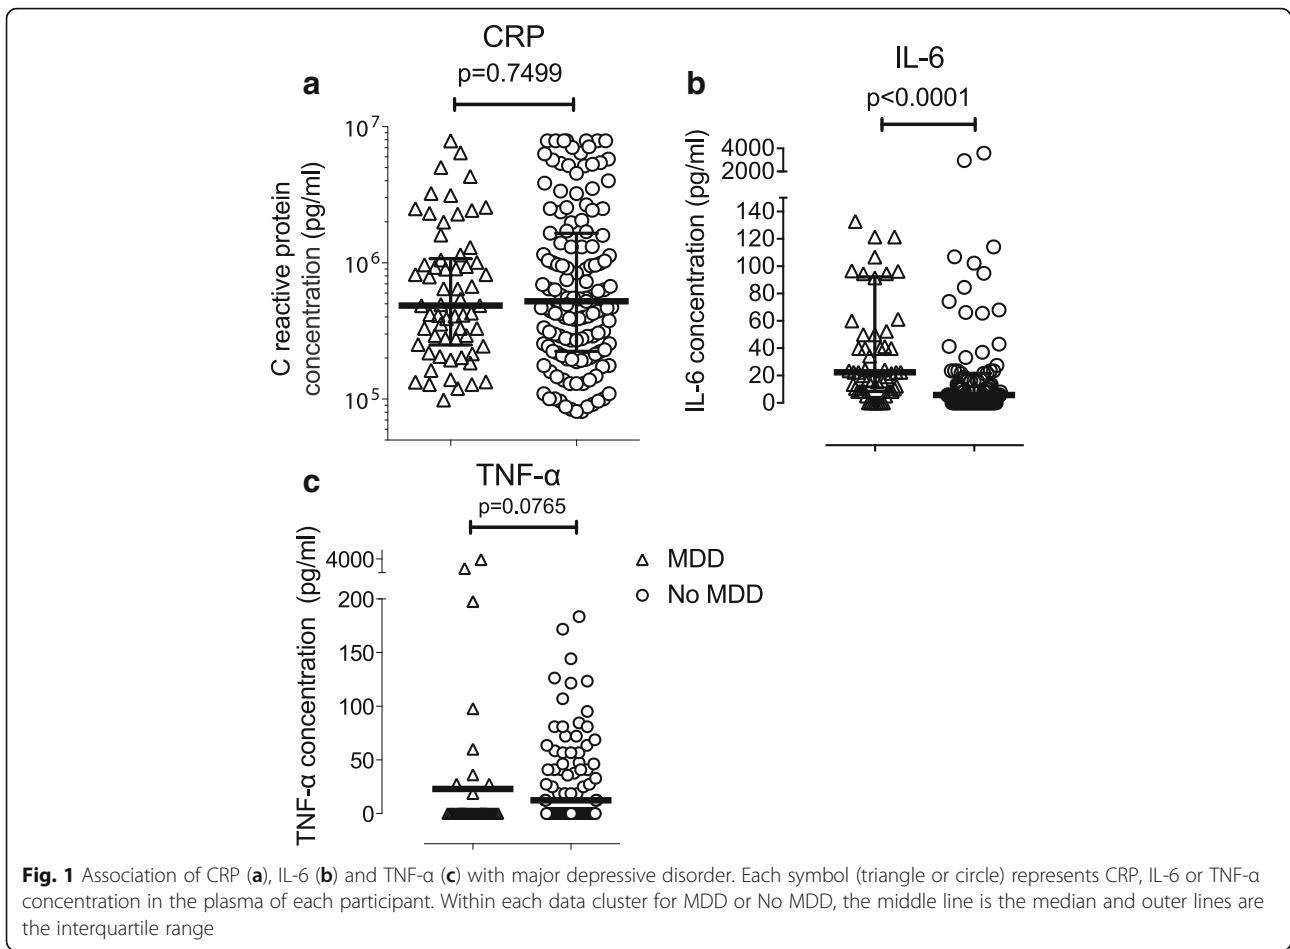 CRP
a
p=0.7499
C reactive protein
concentration (pg/ml)
10^7
10^6
10^5
IL-6
b
p<0.0001
IL-6 concentration (pg/ml)
4000
2000
140
120
100
80
60
40
20
0
TNF-α
c
p=0.0765
TNF-α concentration (pg/ml)
4000
200
150
100
50
0
MDD
No MDD
Fig. 1 Association of CRP (a), IL-6 (b) and TNF-α (c) with major depressive disorder. Each symbol (triangle or circle) represents CRP, IL-6 or TNF-α
concentration in the plasma of each participant. Within each data cluster for MDD or No MDD, the middle line is the median and outer lines are
the interquartile range